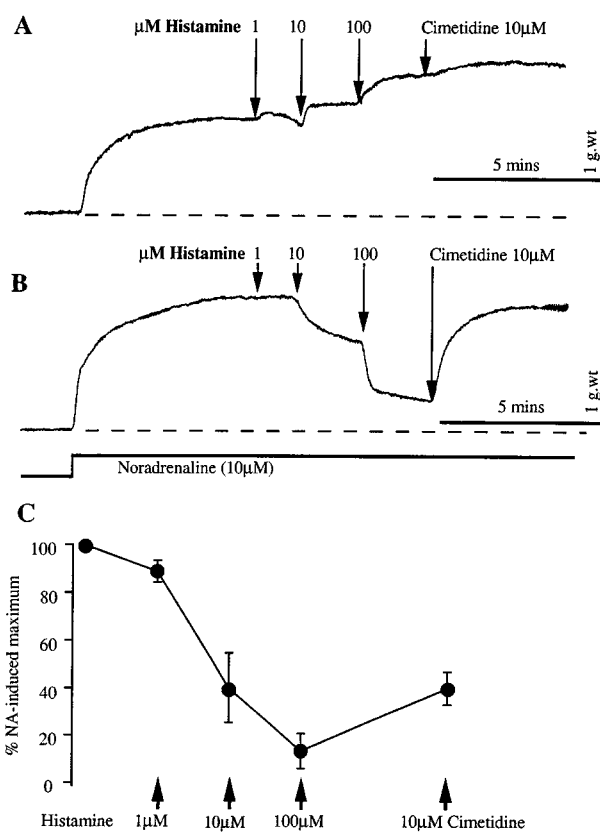 A
µM Histamine 1 10 100 Cimetidine 10µM
5 mins
1 g.wt
B
µM Histamine 1 10 100 Cimetidine 10µM
5 mins
1 g.wt
Noradrenaline (10µM)
C
% NA-induced maximum
100
80
60
40
20
0
Histamine 1µM 10µM 100µM 10µM Cimetidine